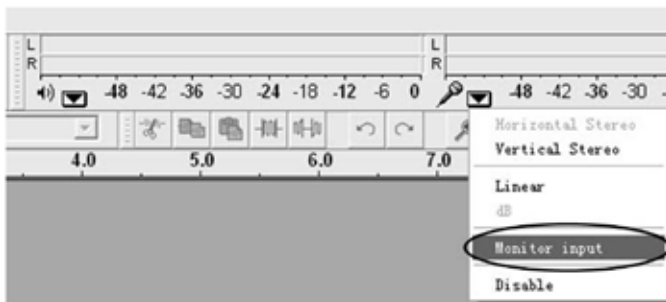 L L
R R
-48 -42 -36 -30 -24 -18 -12 -6 0 -48 -42 -36 -30
4.0 5.0 6.0 7.0
Horizontal Stereo
Vertical Stereo
Linear
dB
Monitor input
Disable